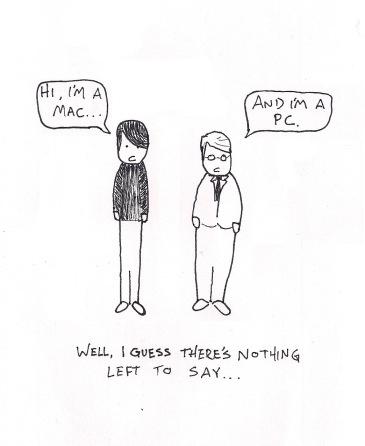 HI, I'M A
MAC...
AND I'M A
PC.
WELL, I GUESS THERE'S NOTHING
LEFT TO SAY...